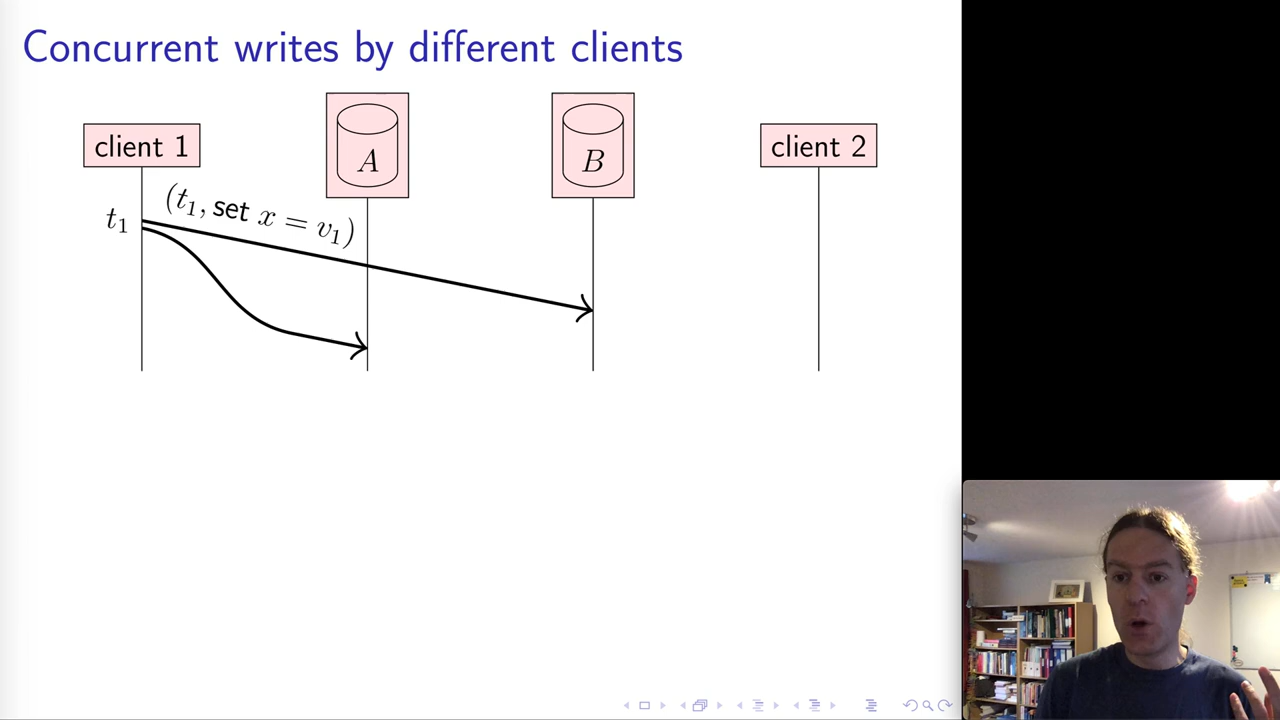 Concurrent writes by different clients
client 1
A
B
client 2
t₁
(t₁, set x = v₁)